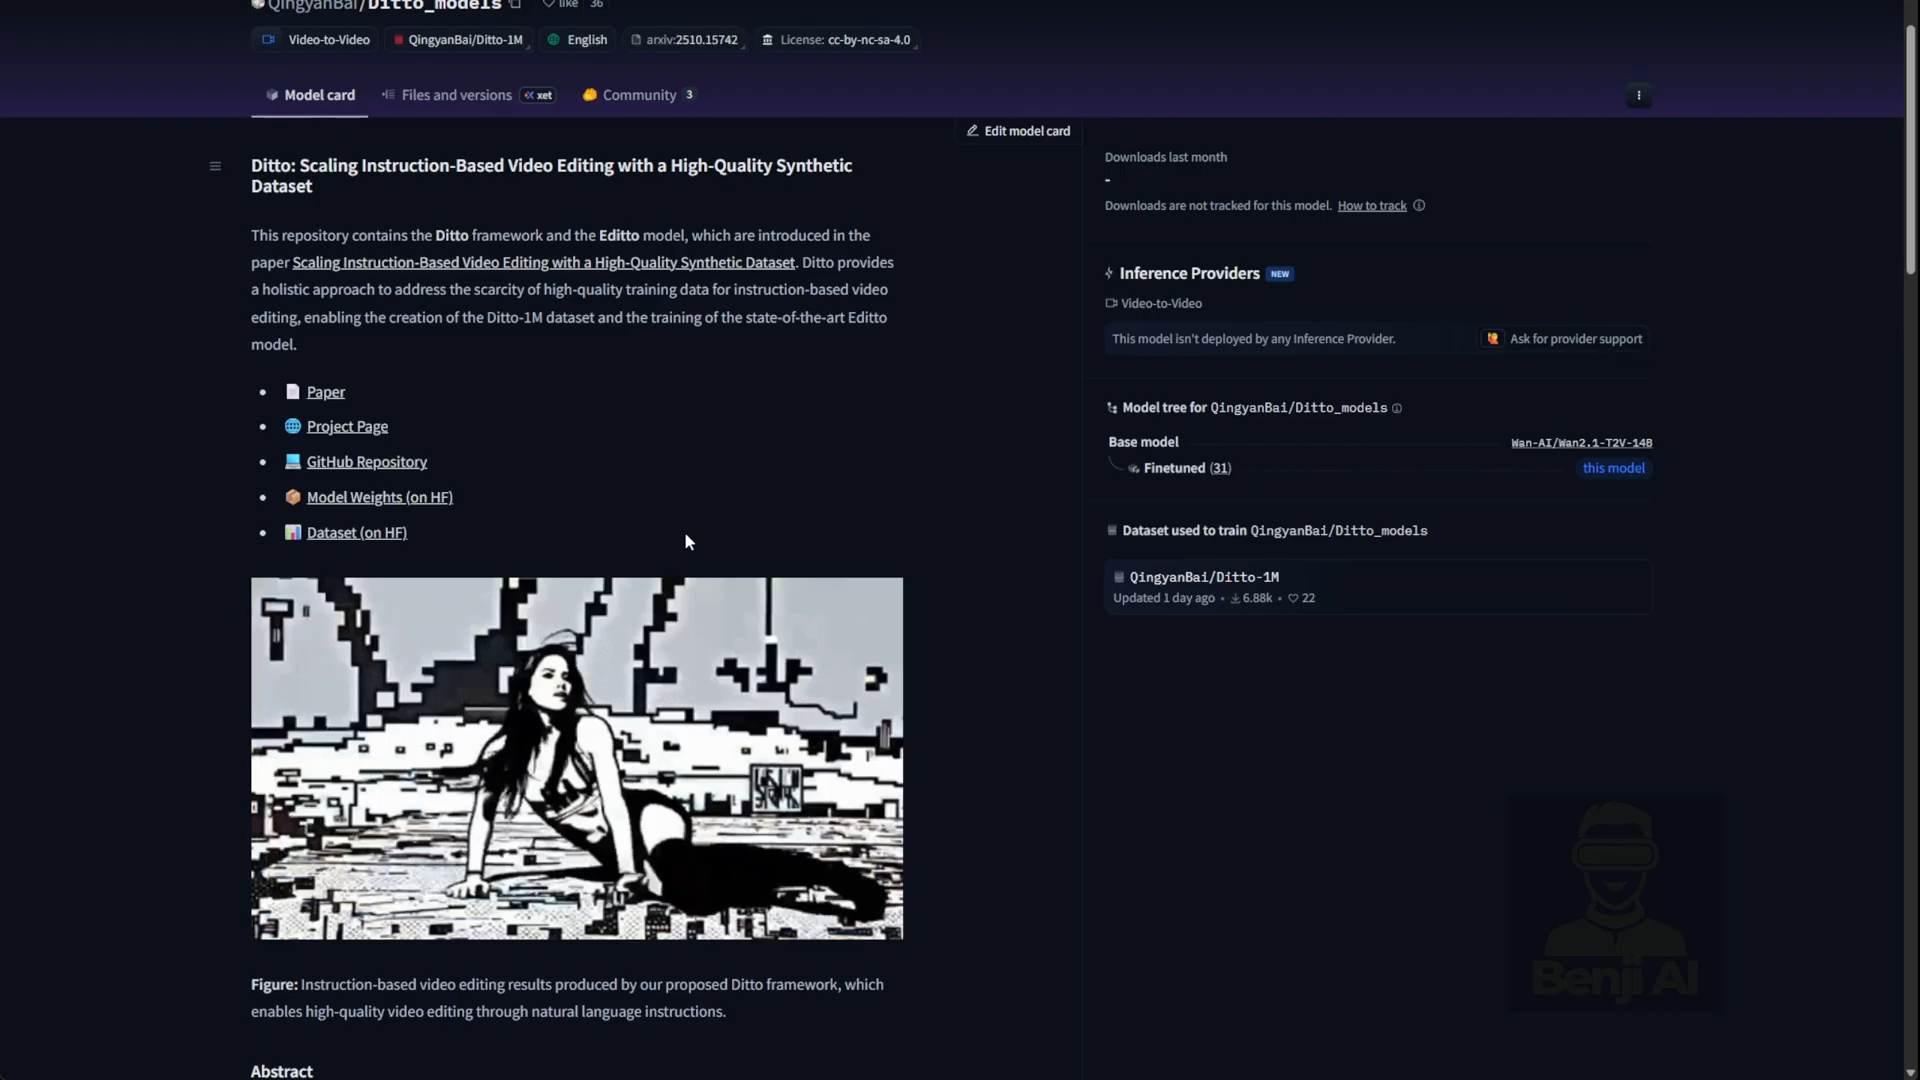 QingyanBai/Ditto_models
like 36
Video-to-Video QingyanBai/Ditto-1M English arxiv:2510.15742 License: cc-by-nc-sa-4.0
Model card Files and versions xet Community 3
Edit model card
Ditto: Scaling Instruction-Based Video Editing with a High-Quality Synthetic
Dataset
This repository contains the Ditto framework and the Editto model, which are introduced in the
paper Scaling Instruction-Based Video Editing with a High-Quality Synthetic Dataset. Ditto provides
a holistic approach to address the scarcity of high-quality training data for instruction-based video
editing, enabling the creation of the Ditto-1M dataset and the training of the state-of-the-art Editto
model.
Paper
Project Page
GitHub Repository
Model Weights (on HF)
Dataset (on HF)
Figure: Instruction-based video editing results produced by our proposed Ditto framework, which
enables high-quality video editing through natural language instructions.
Abstract
Downloads last month
-
Downloads are not tracked for this model. How to track
Inference Providers NEW
Video-to-Video
This model isn't deployed by any Inference Provider. Ask for provider support
Model tree for QingyanBai/Ditto_models
Base model Wan-AI/Wan2.1-T2V-14B
Finetuned (31) this model
Dataset used to train QingyanBai/Ditto_models
QingyanBai/Ditto-1M
Updated 1 day ago • 6.88k • 22
Benji AI